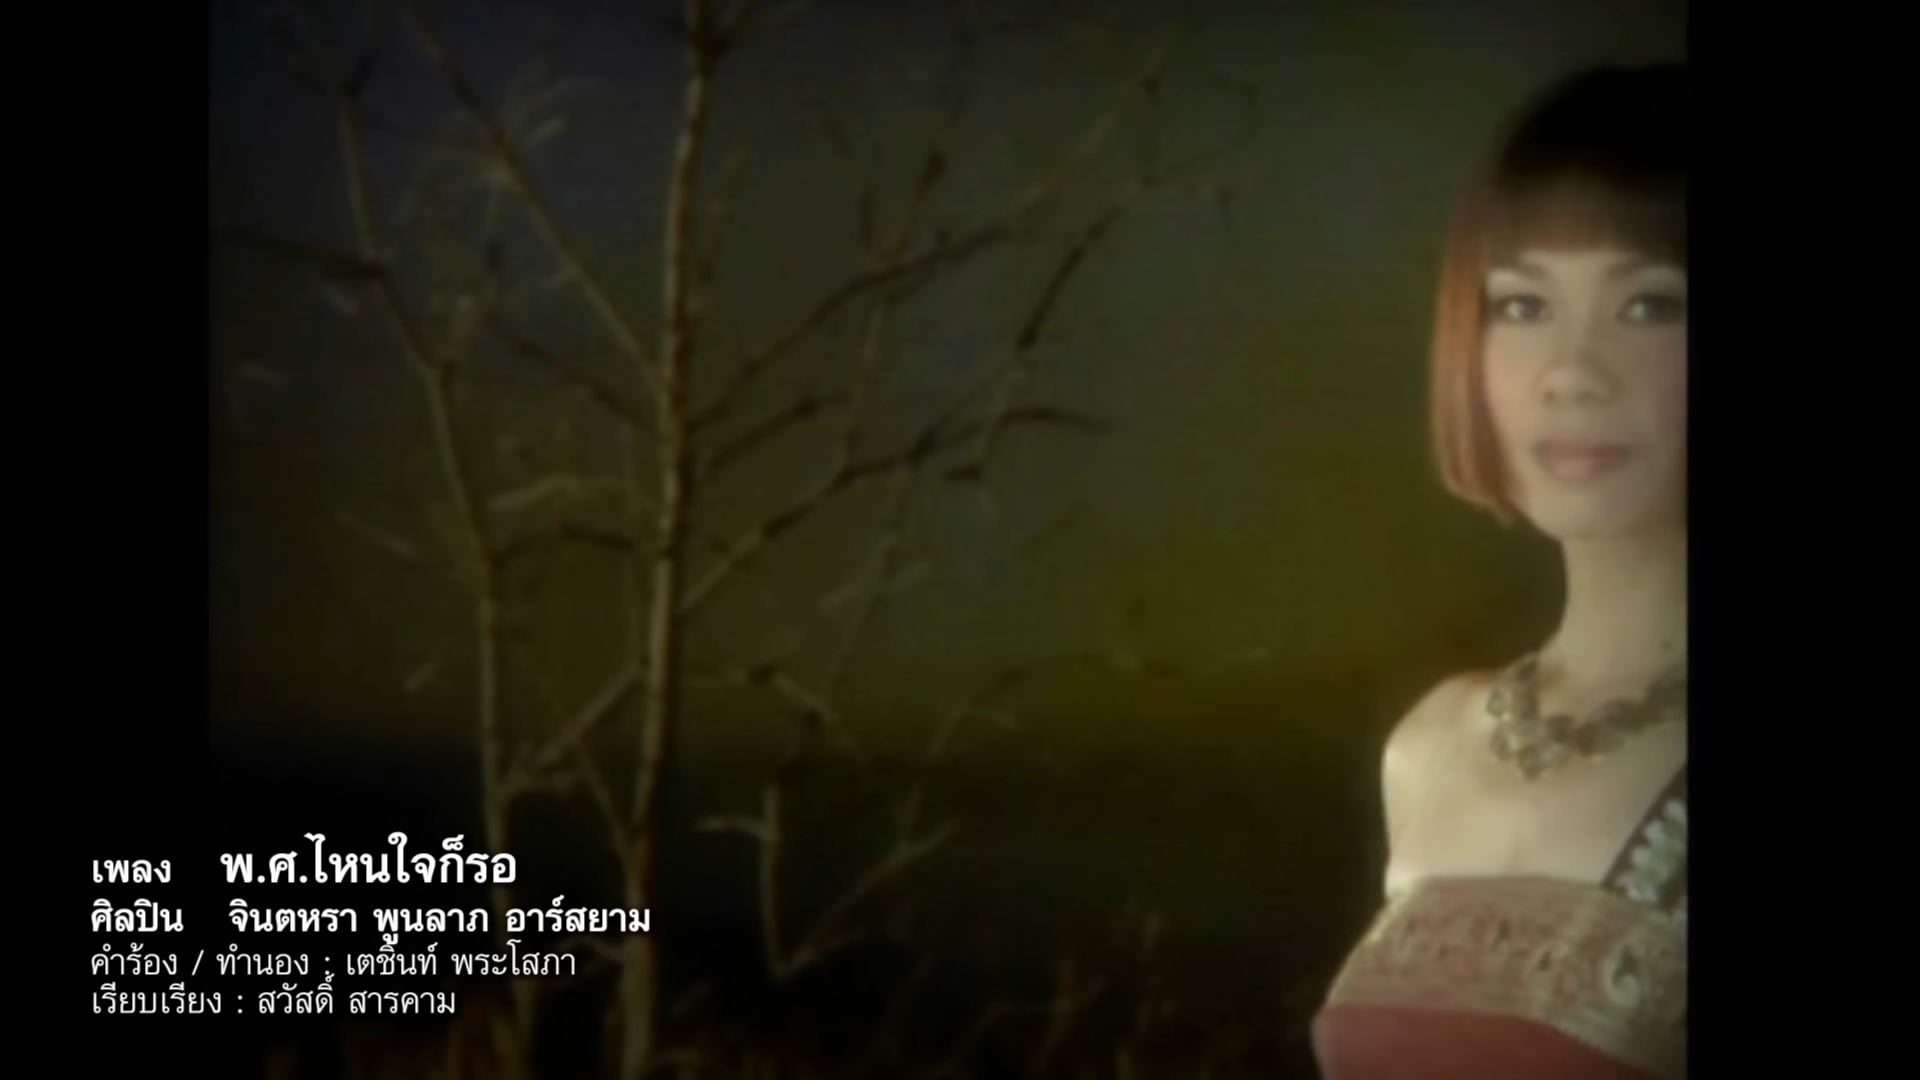 เพลง พ.ศ.ไหนใจก็รอ
ศิลปิน จินตหรา พูนลาภ อาร์สยาม
คำร้อง / ทำนอง : เตชินท์ พระโสภา
เรียบเรียง : สวัสดิ์ สารคาม